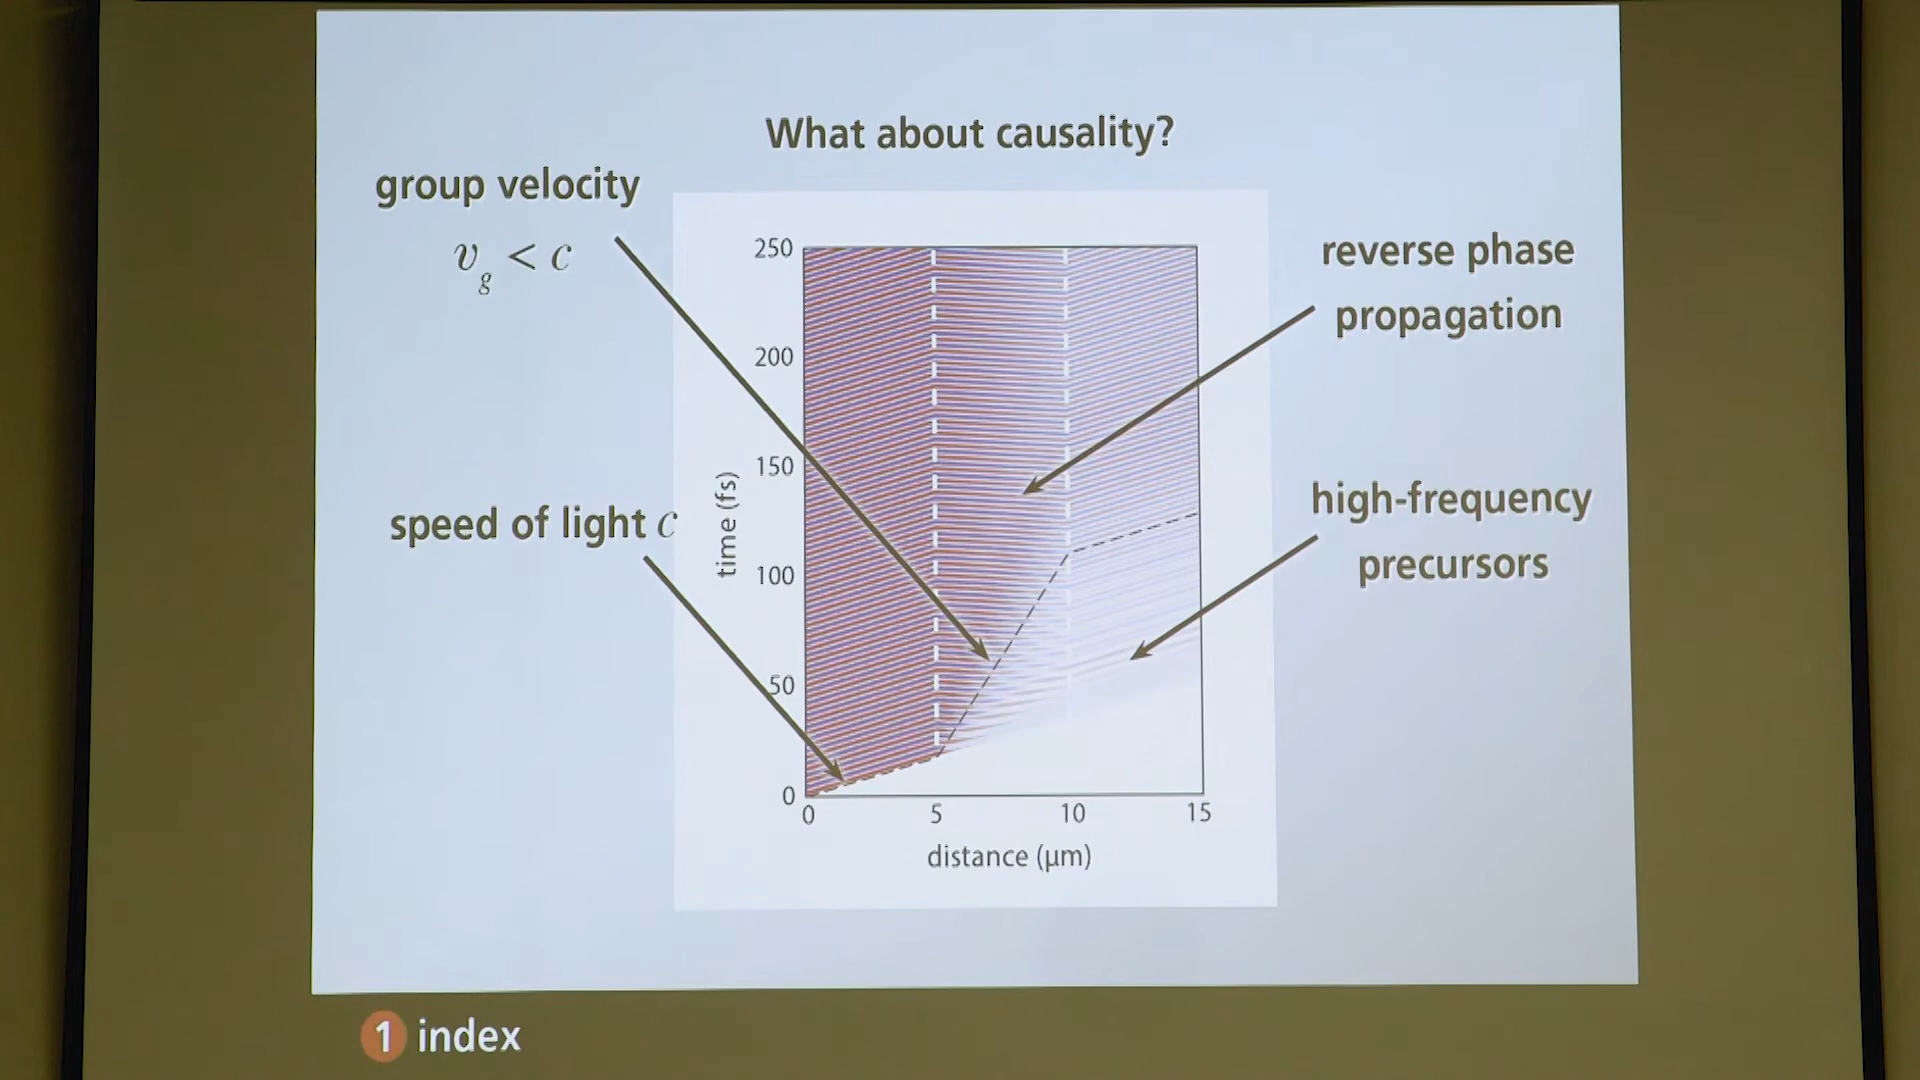 What about causality?
group velocity
v_g < c
speed of light c
reverse phase
propagation
high-frequency
precursors
time (fs)
250
200
150
100
50
0
0 5 10 15
distance (μm)
1 index